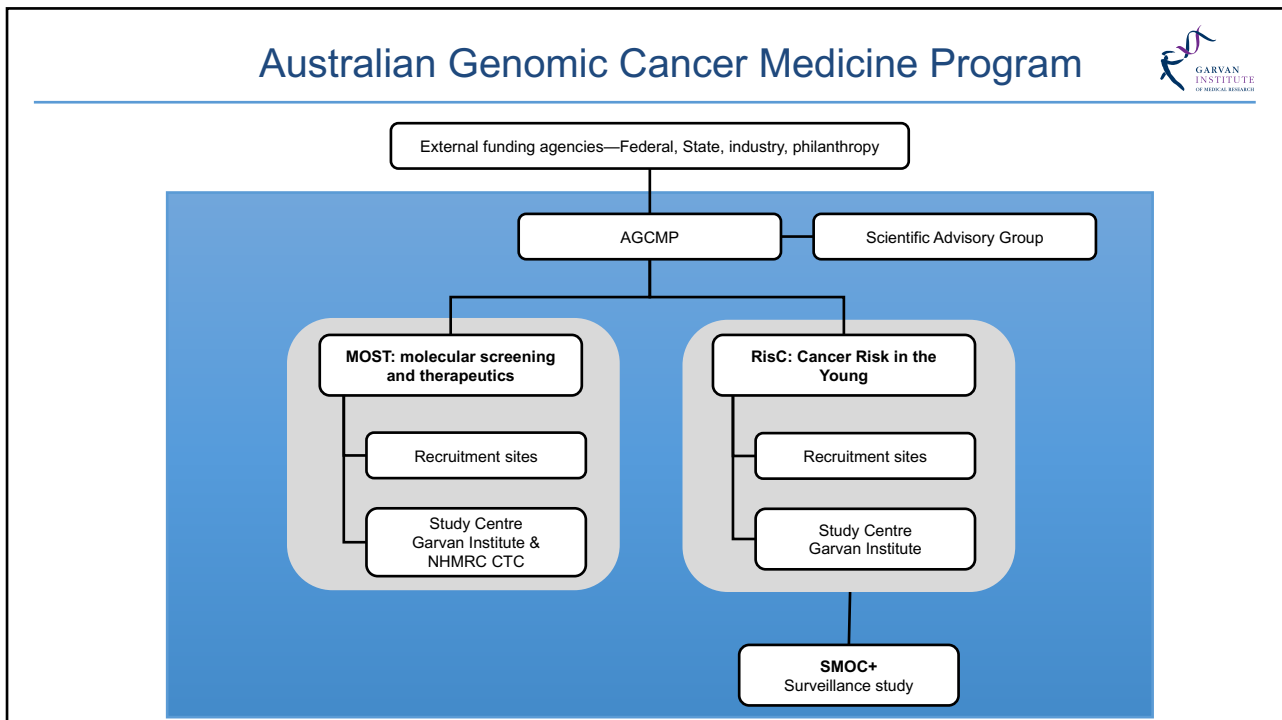 Australian Genomic Cancer Medicine Program
GARVAN
INSTITUTE
OF MEDICAL RESEARCH
External funding agencies—Federal, State, industry, philanthropy
AGCMP
Scientific Advisory Group
MOST: molecular screening
and therapeutics
Recruitment sites
Study Centre
Garvan Institute &
NHMRC CTC
RisC: Cancer Risk in the
Young
Recruitment sites
Study Centre
Garvan Institute
SMOC+
Surveillance study